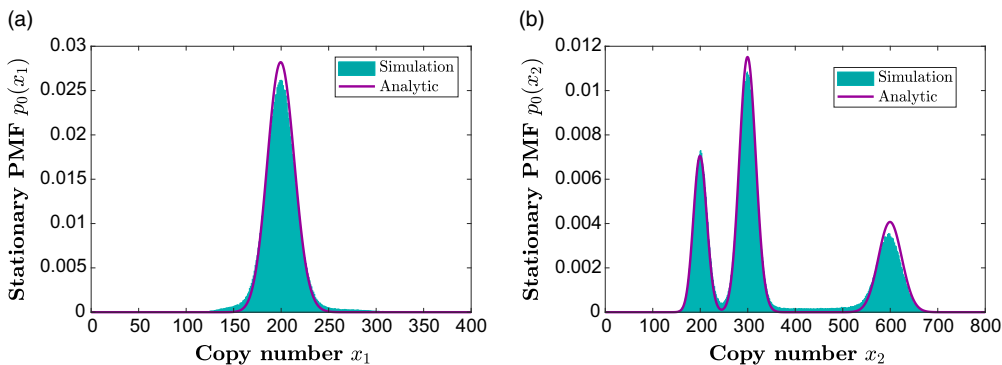 (a)
0.03
0.025
0.02
0.015
0.01
0.005
0
0 50 100 150 200 250 300 350 400
Stationary PMF p₀(x₁)
Copy number x₁
Simulation
Analytic
(b)
0.012
0.01
0.008
0.006
0.004
0.002
0
0 100 200 300 400 500 600 700 800
Stationary PMF p₀(x₂)
Copy number x₂
Simulation
Analytic